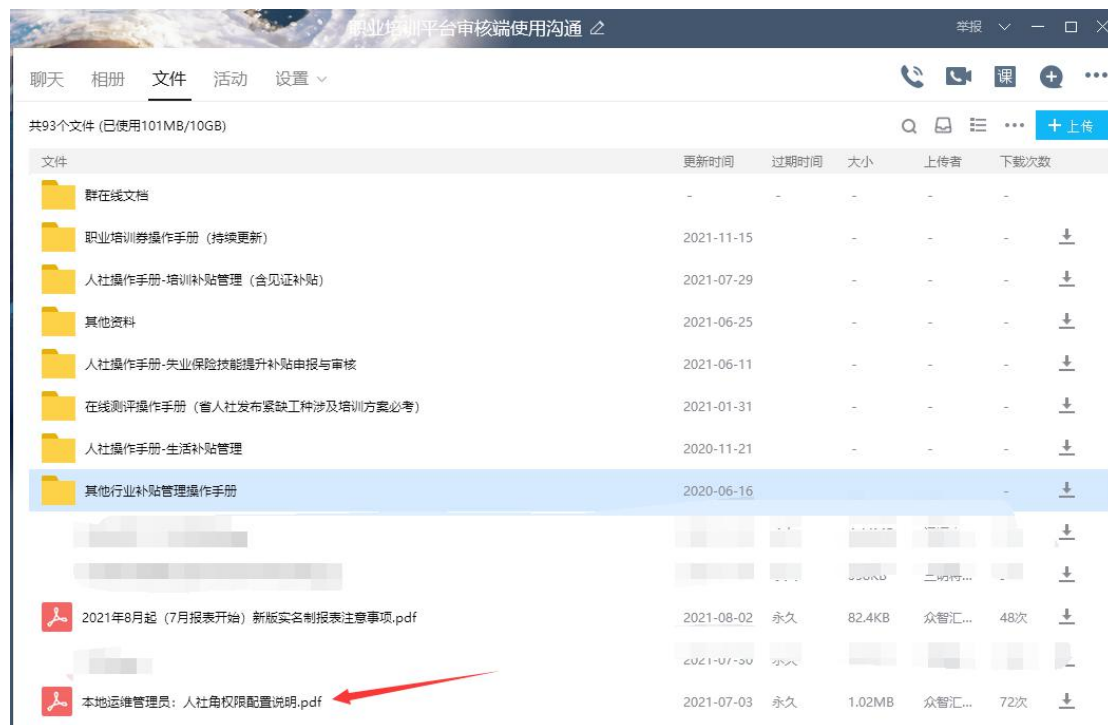 职业培训平台审核端使用沟通
举报
聊天 相册 文件 活动 设置
课
共93个文件 (已使用101MB/10GB)
上传
文件 更新时间 过期时间 大小 上传者 下载次数
群在线文档 - - - - -
职业培训券操作手册（持续更新） 2021-11-15 - - -
人社操作手册-培训补贴管理（含见证补贴） 2021-07-29 - - -
其他资料 2021-06-25 - - -
人社操作手册-失业保险技能提升补贴申报与审核 2021-06-11 - - -
在线测评操作手册（省人社发布紧缺工种涉及培训方案必考） 2021-01-31 - - -
人社操作手册-生活补贴管理 2020-11-21 - - -
其他行业补贴管理操作手册 2020-06-16 -
2021年8月起（7月报表开始）新版实名制报表注意事项.pdf 2021-08-02 永久 82.4KB 众智汇... 48次
2021-07-30 永久
本地运维管理员：人社角权限配置说明.pdf 2021-07-03 永久 1.02MB 众智汇... 72次